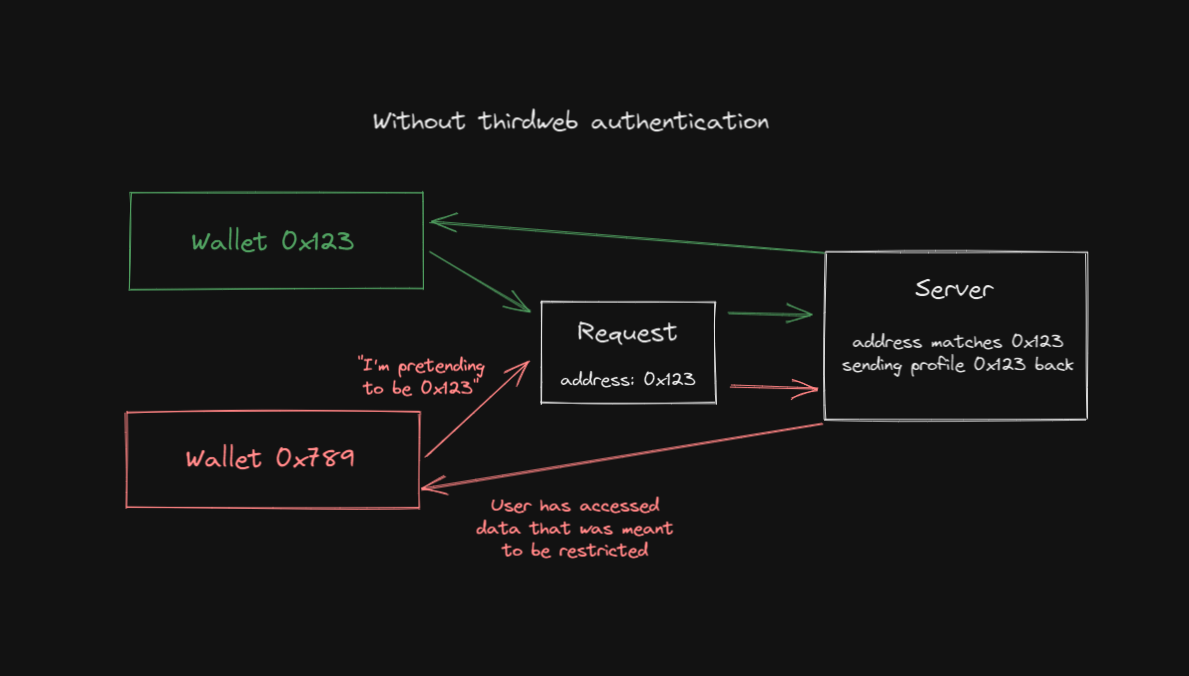 Without thirdweb authentication
Wallet 0x123
Server
address matches 0x123
sending profile 0x123 back
Request
address: 0x123
"I'm pretending
to be 0x123"
Wallet 0x789
User has accessed
data that was meant
to be restricted